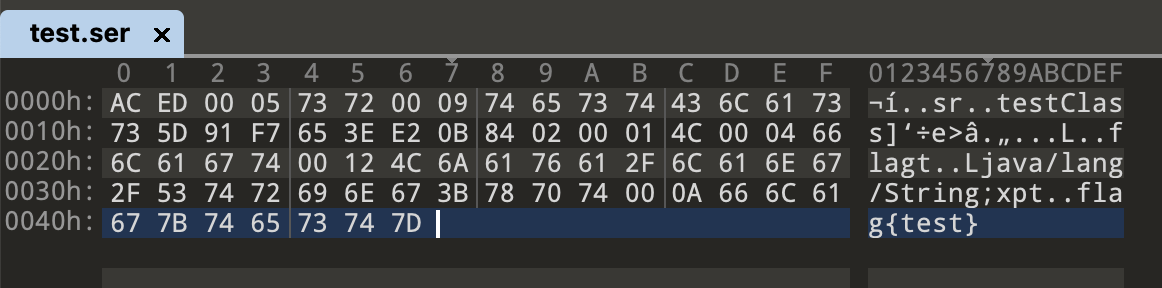 test.ser ×
0 1 2 3 4 5 6 7 8 9 A B C D E F 0123456789ABCDEF
0000h: AC ED 00 05 73 72 00 09 74 65 73 74 43 6C 61 73 ¬í..sr..testClas
0010h: 73 5D 91 F7 65 3E E2 0B 84 02 00 01 4C 00 04 66 s]‘÷e>â.„...L..f
0020h: 6C 61 67 74 00 12 4C 6A 61 76 61 2F 6C 61 6E 67 lagt..Ljava/lang
0030h: 2F 53 74 72 69 6E 67 3B 78 70 74 00 0A 66 6C 61 /String;xpt..fla
0040h: 67 7B 74 65 73 74 7D g{test}